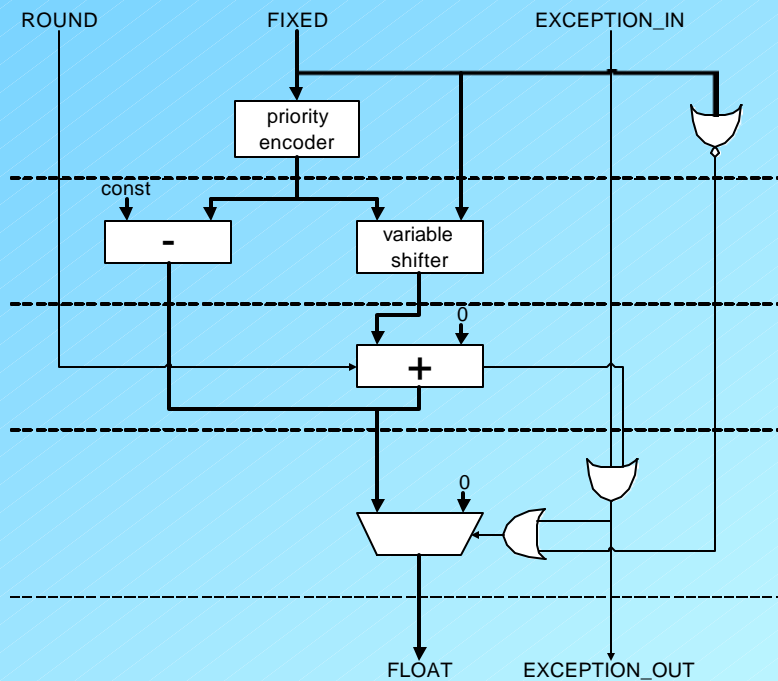 ROUND
FIXED
EXCEPTION_IN
priority
encoder
const
-
variable
shifter
0
+
0
FLOAT
EXCEPTION_OUT